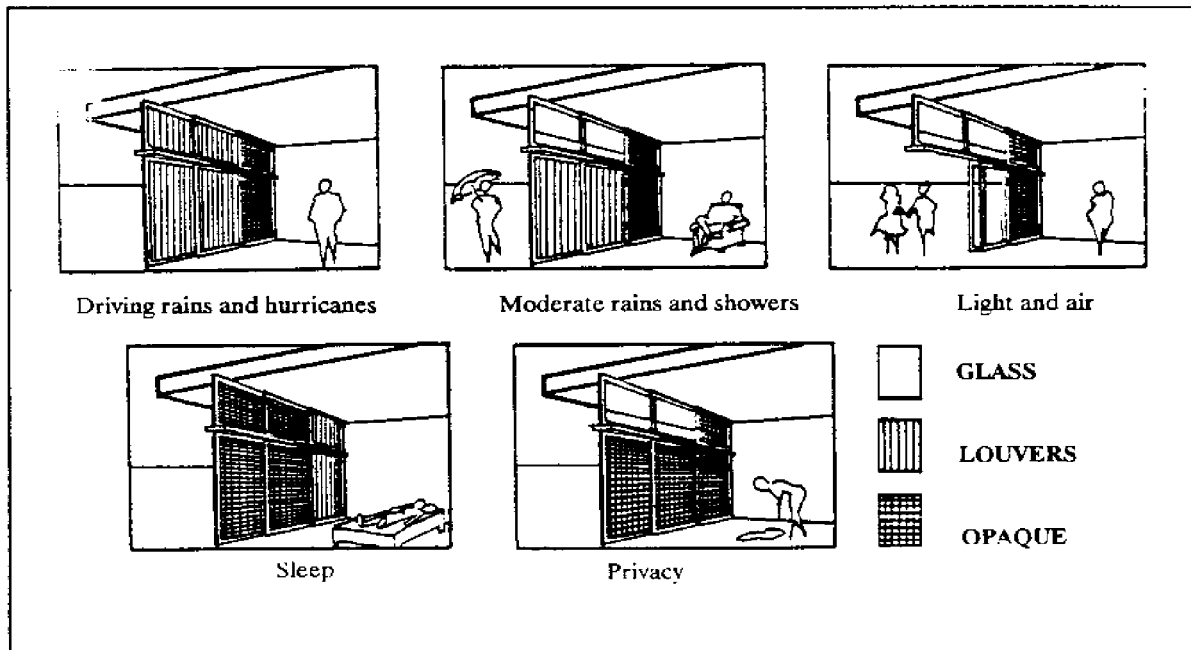 Driving rains and hurricanes
Moderate rains and showers
Light and air
GLASS
LOUVERS
OPAQUE
Sleep
Privacy